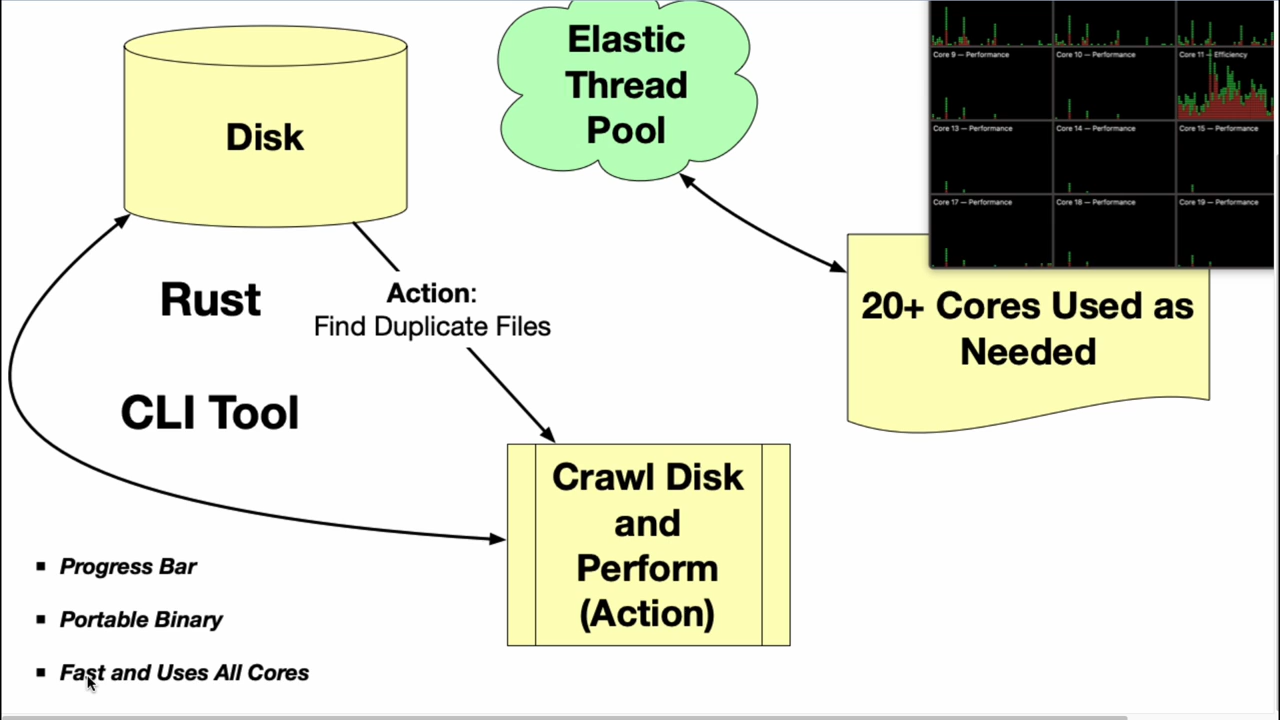 Disk
Elastic
Thread
Pool
Core 9 — Performance
Core 10 — Performance
Core 11 — Efficiency
Core 13 — Performance
Core 14 — Performance
Core 15 — Performance
Core 17 — Performance
Core 18 — Performance
Core 19 — Performance
Rust
Action:
Find Duplicate Files
20+ Cores Used as
Needed
CLI Tool
Crawl Disk
and
Perform
(Action)
▪ Progress Bar
▪ Portable Binary
▪ Fast and Uses All Cores